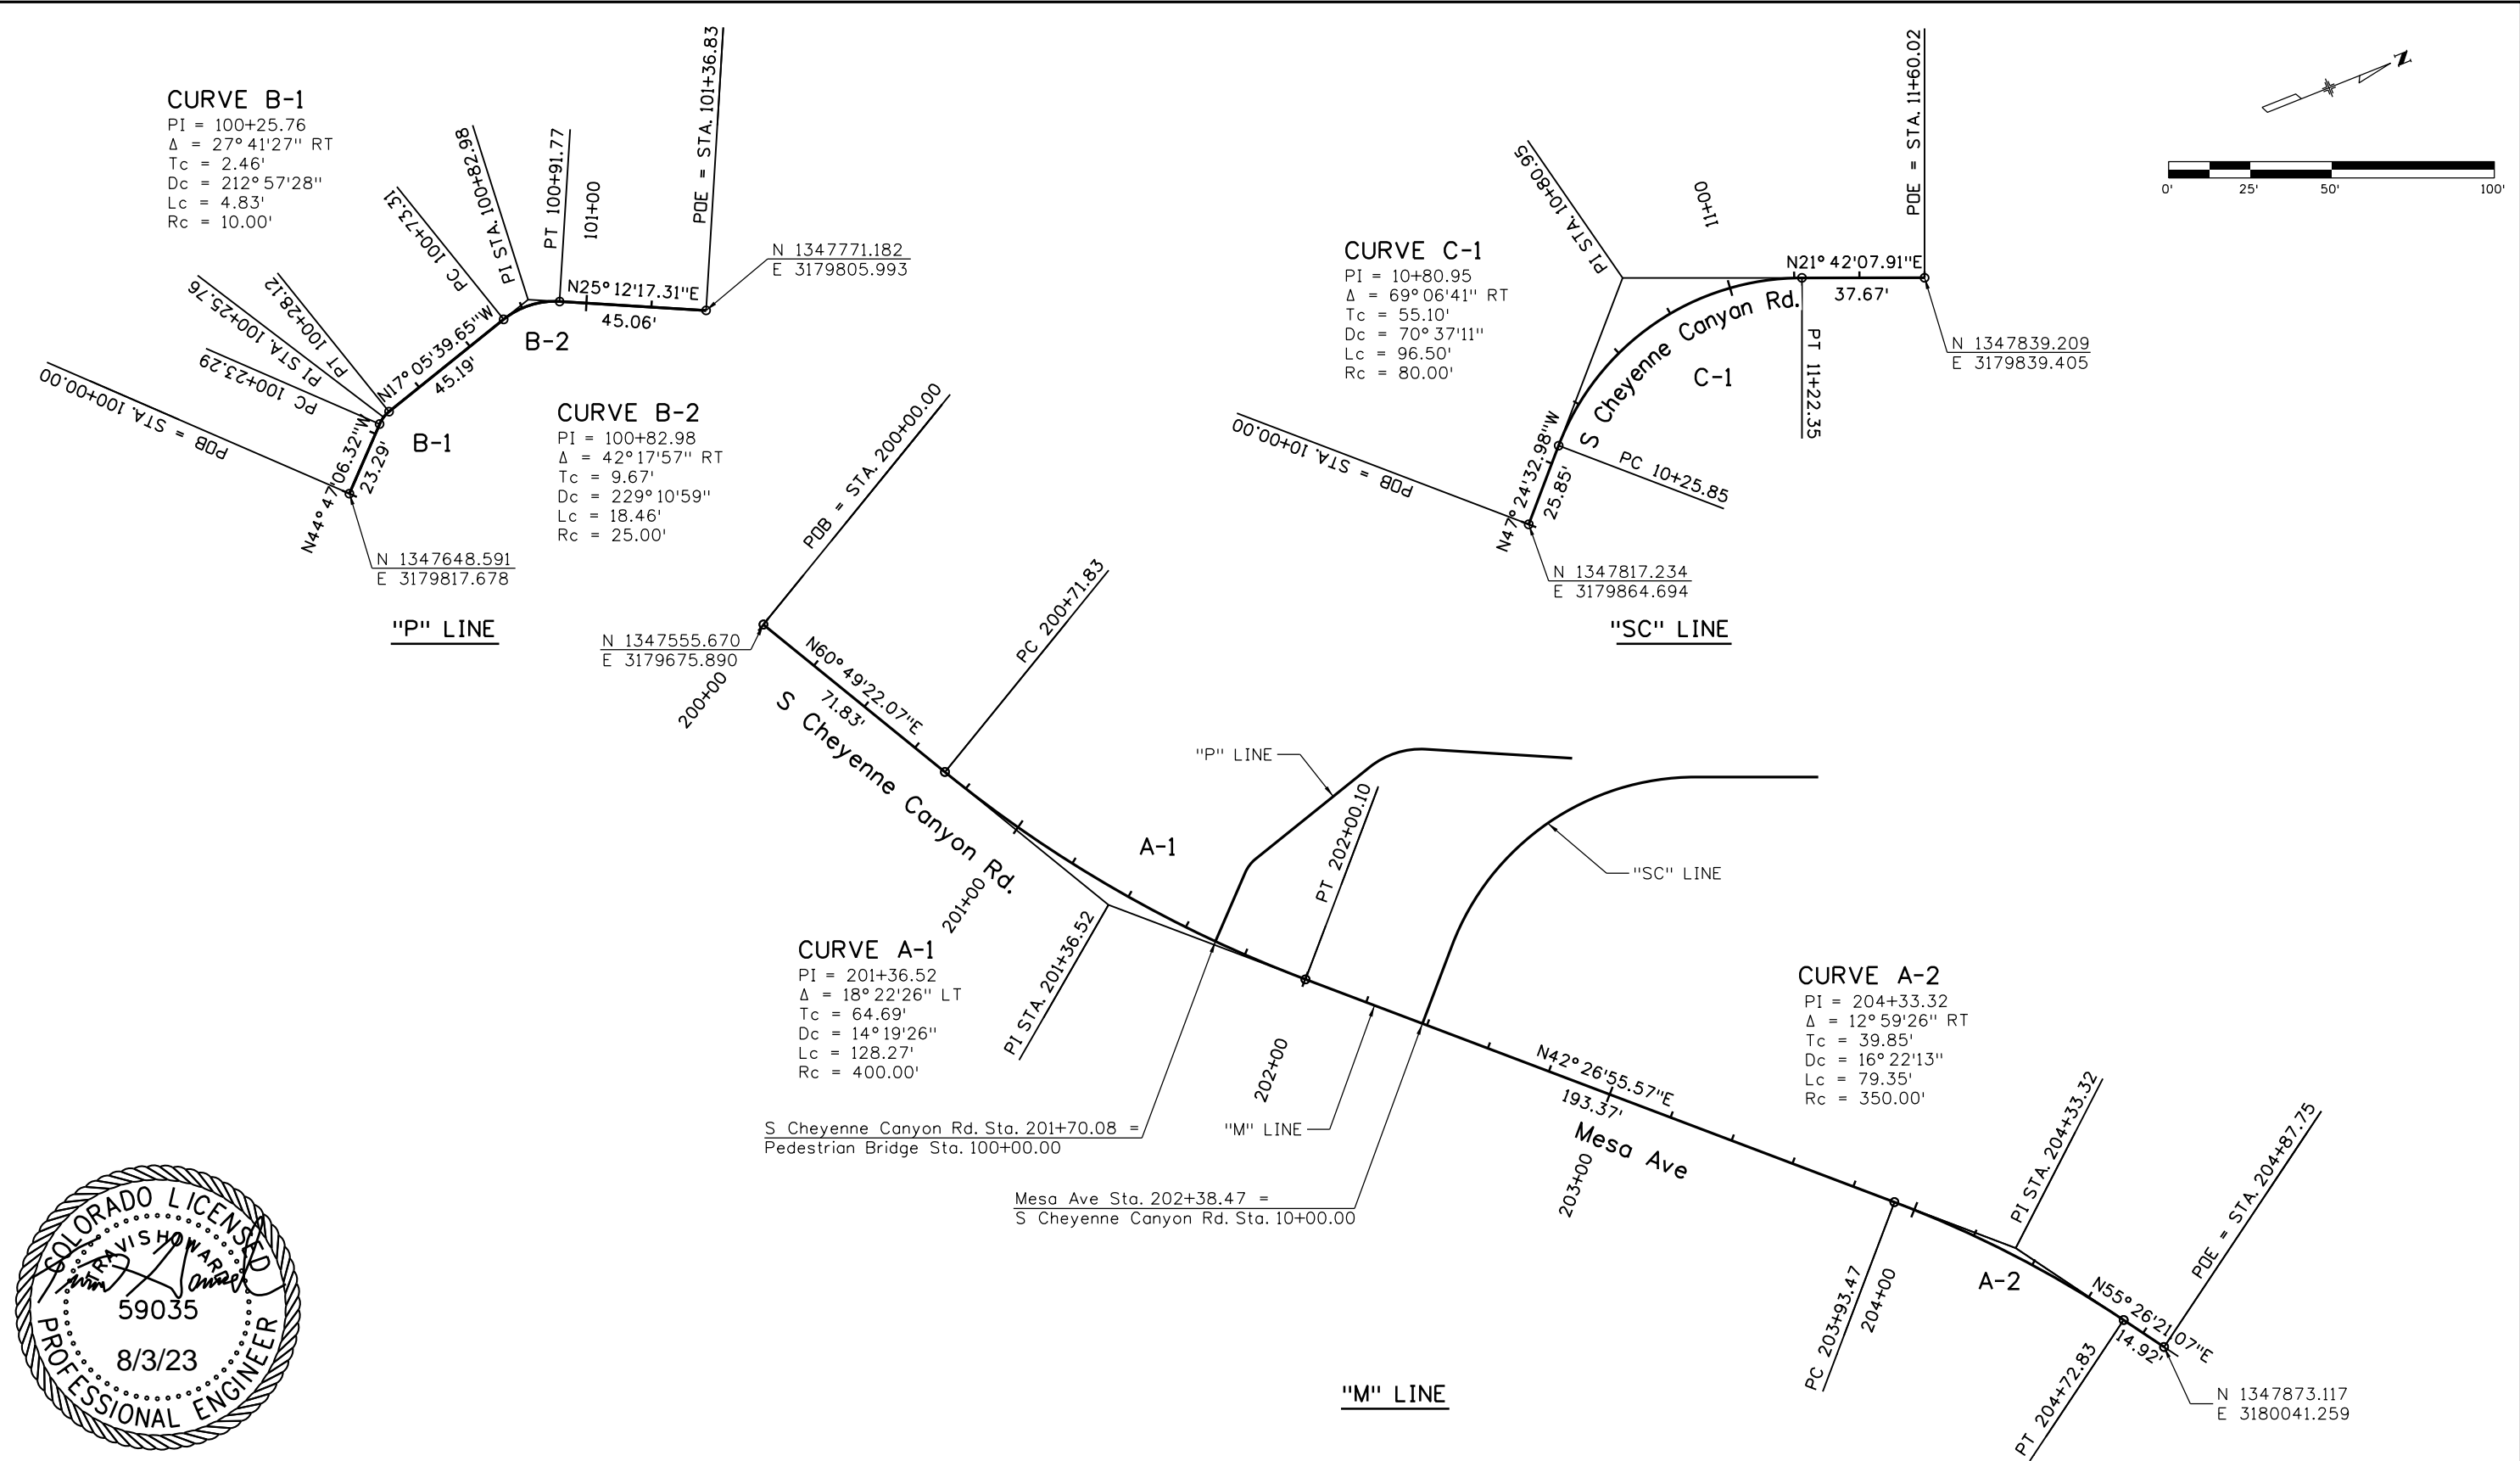 CURVE B-1
PI = 100+25.76
Δ = 27°41'27" RT
Tc = 2.46'
Dc = 212°57'28"
Lc = 4.83'
Rc = 10.00'
POB = STA. 100+00.00
PC 100+23.29
PI STA. 100+25.76
PT 100+28.12
PC 100+73.31
PI STA. 100+82.98
PT 100+91.77
101+00
POE = STA. 101+36.83
N 1347771.182
E 3179805.993
N25°12'17.31"E
45.06'
N17°05'39.65"W
45.19'
B-2
B-1
N44°47'06.32"W
23.29'
N 1347648.591
E 3179817.678
CURVE B-2
PI = 100+82.98
Δ = 42°17'57" RT
Tc = 9.67'
Dc = 229°10'59"
Lc = 18.46'
Rc = 25.00'
"P" LINE
CURVE C-1
PI = 10+80.95
Δ = 69°06'41" RT
Tc = 55.10'
Dc = 70°37'11"
Lc = 96.50'
Rc = 80.00'
PI STA. 10+80.95
11+00
POE = STA. 11+60.02
N21°42'07.91"E
37.67'
S Cheyenne Canyan Rd.
C-1
PT 11+22.35
N 1347839.209
E 3179839.405
POB = STA. 10+00.00
N47°24'32.98"W
25.85'
PC 10+25.85
N 1347817.234
E 3179864.694
"SC" LINE
N
0' 25' 50' 100'
POB = STA. 200+00.00
N 1347555.670
E 3179675.890
200+00
N60°49'22.07"E
71.83'
PC 200+71.83
S Cheyenne Canyon Rd.
201+00
A-1
PI STA. 201+36.52
"P" LINE
PT 202+00.10
"SC" LINE
CURVE A-1
PI = 201+36.52
Δ = 18°22'26" LT
Tc = 64.69'
Dc = 14°19'26"
Lc = 128.27'
Rc = 400.00'
S Cheyenne Canyon Rd. Sta. 201+70.08 =
Pedestrian Bridge Sta. 100+00.00
202+00
"M" LINE
Mesa Ave Sta. 202+38.47 =
S Cheyenne Canyon Rd. Sta. 10+00.00
N42°26'55.57"E
193.37'
Mesa Ave
203+00
CURVE A-2
PI = 204+33.32
Δ = 12°59'26" RT
Tc = 39.85'
Dc = 16°22'13"
Lc = 79.35'
Rc = 350.00'
PC 203+93.47
204+00
A-2
PI STA. 204+33.32
POE = STA. 204+87.75
N55°26'21.07"E
14.92'
PT 204+72.83
N 1347873.117
E 3180041.259
"M" LINE
COLORADO LICENSED
TRAVIS HOWARD
59035
8/3/23
PROFESSIONAL ENGINEER